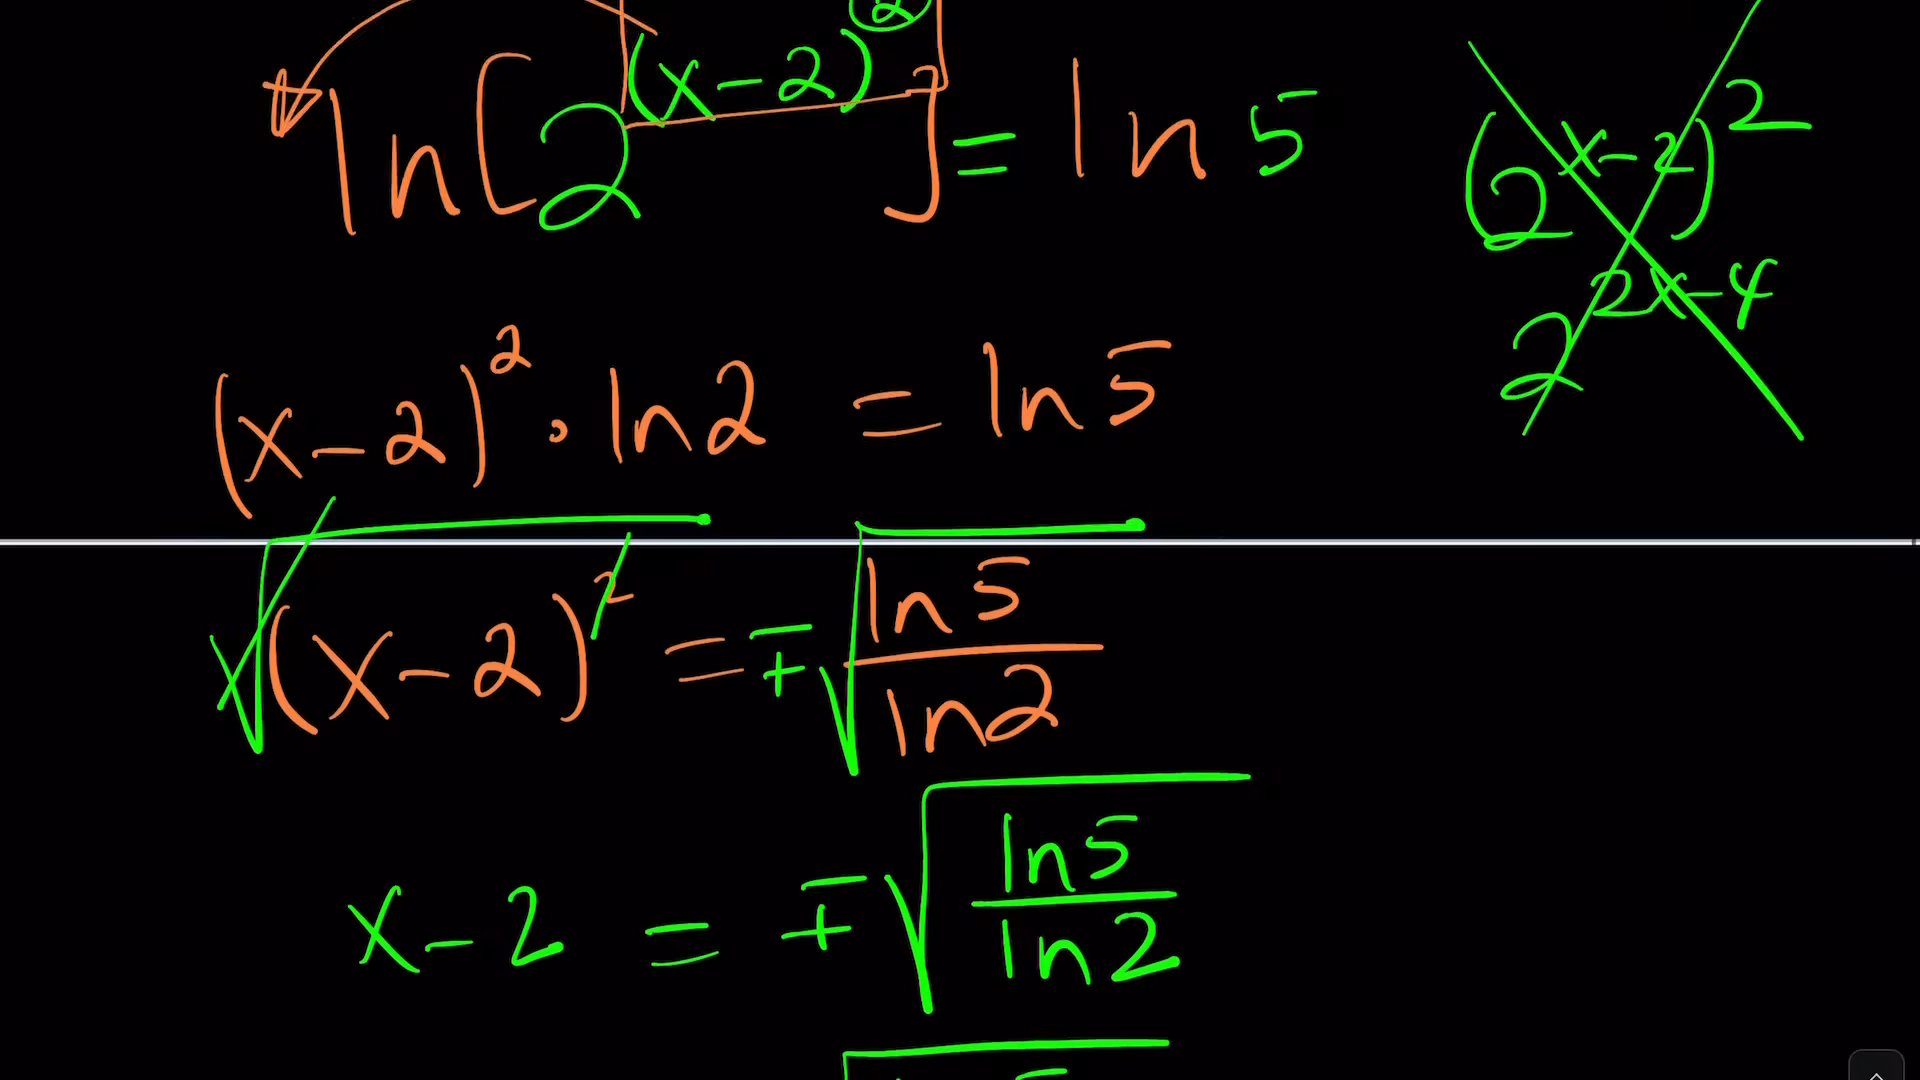 ln[2^(x-2)^2] = ln 5
(2^x-2)^2
2^2x-4
(x-2)^2 · ln2 = ln5
√(x-2)^2 = ∓√ln5/ln2
x-2 = ∓√ln5/ln2